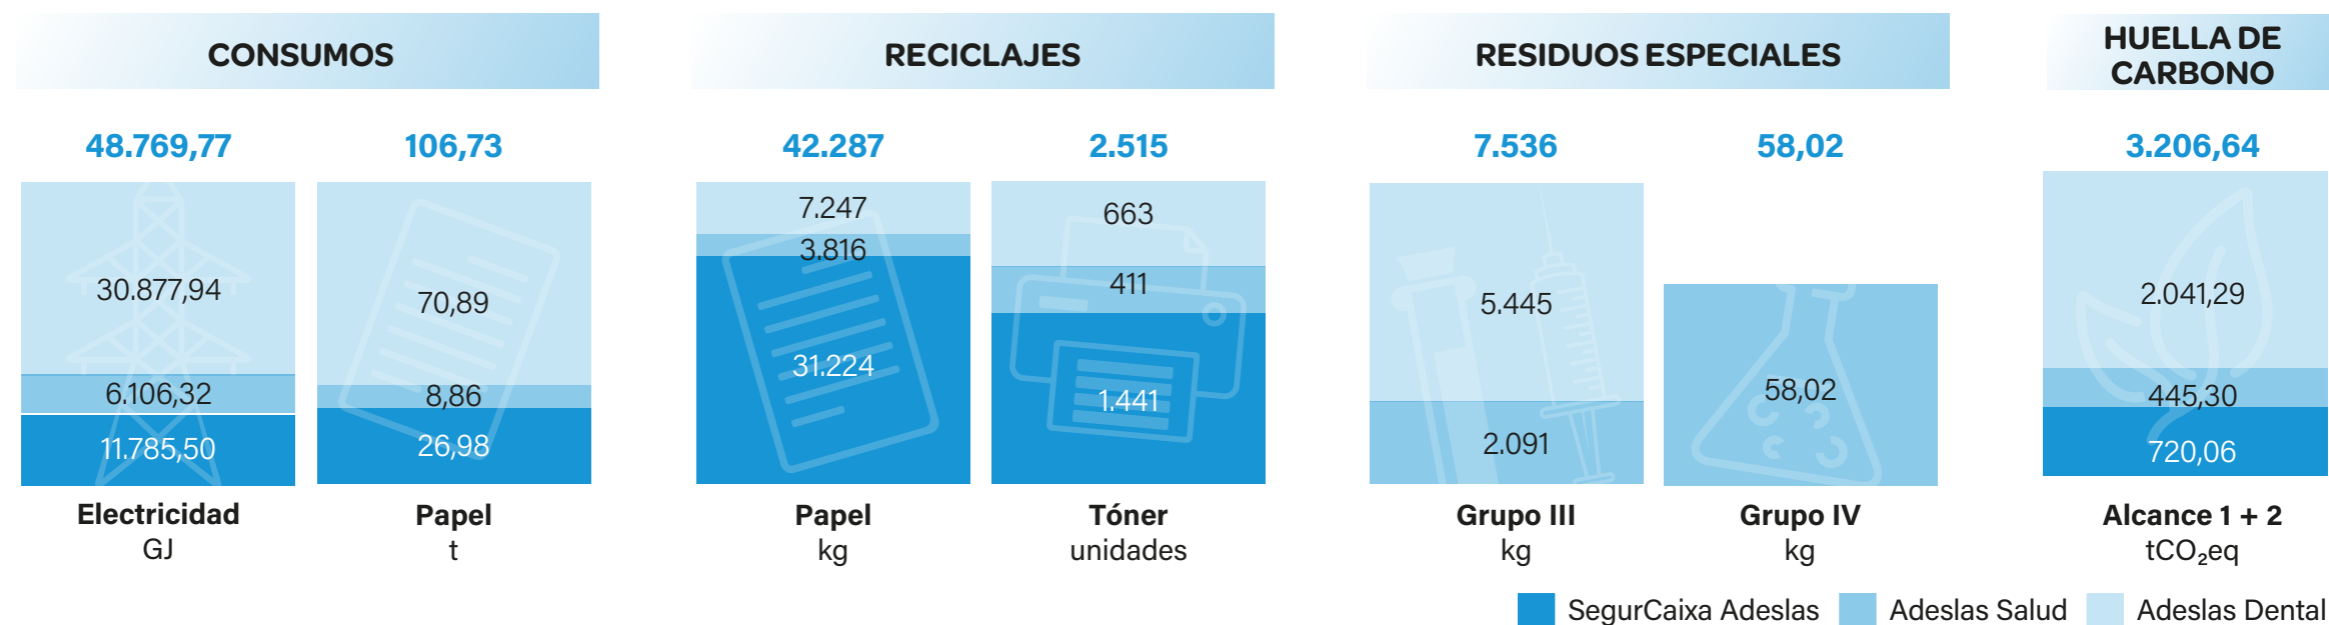 CONSUMOS
48.769,77
30.877,94
6.106,32
11.785,50
Electricidad
GJ
106,73
70,89
8,86
26,98
Papel
t
RECICLAJES
42.287
7.247
3.816
31.224
Papel
kg
2.515
663
411
1.441
Tóner
unidades
RESIDUOS ESPECIALES
7.536
5.445
2.091
Grupo III
kg
58,02
58,02
Grupo IV
kg
HUELLA DE
CARBONO
3.206,64
2.041,29
445,30
720,06
Alcance 1 + 2
tCO₂eq
SegurCaixa Adeslas
Adeslas Salud
Adeslas Dental